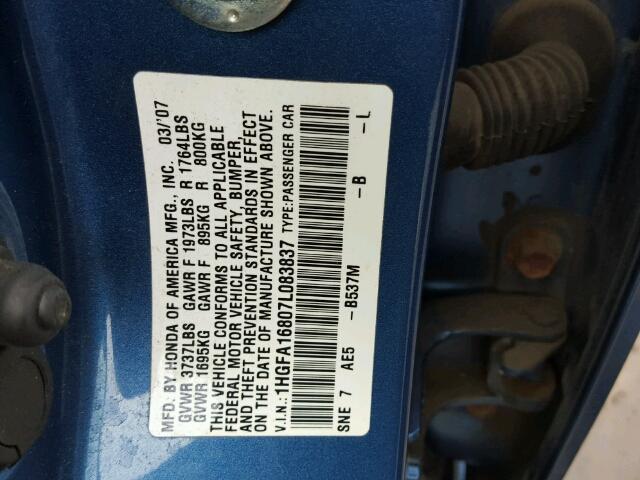 MFD. BY HONDA OF AMERICA MFG., INC. 03/'07
GVWR 3737LBS GAWR F 1973LBS R 1764LBS
GVWR 1695KG GAWR F 895KG R 800KG
THIS VEHICLE CONFORMS TO ALL APPLICABLE
FEDERAL MOTOR VEHICLE SAFETY, BUMPER,
AND THEFT PREVENTION STANDARDS IN EFFECT
ON THE DATE OF MANUFACTURE SHOWN ABOVE.
V.I.N.:1HGFA16807L083837 TYPE:PASSENGER CAR
SNE 7 AE5 -B537M -B -L